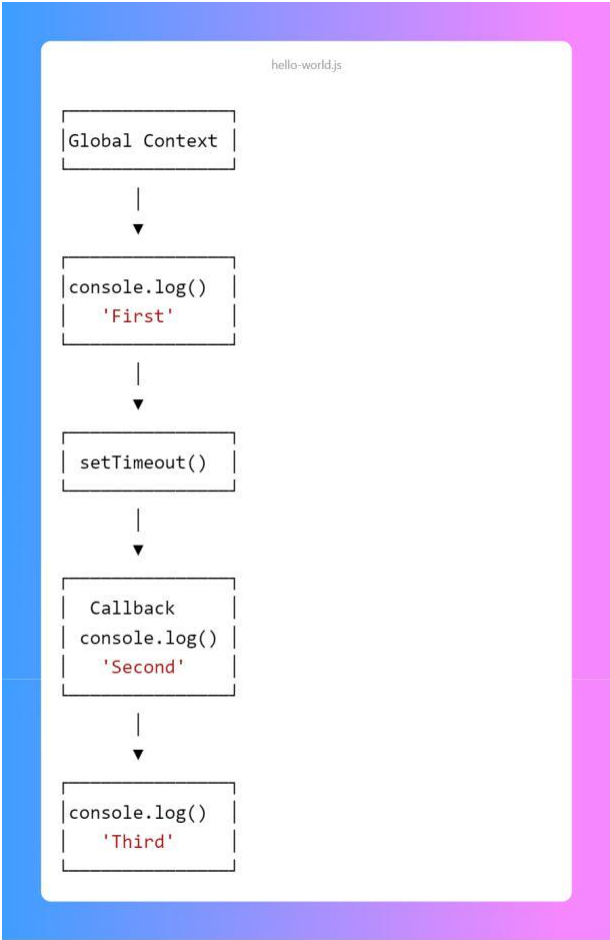 hello-world.js
Global Context
console.log()
'First'
setTimeout()
Callback
console.log()
'Second'
console.log()
'Third'